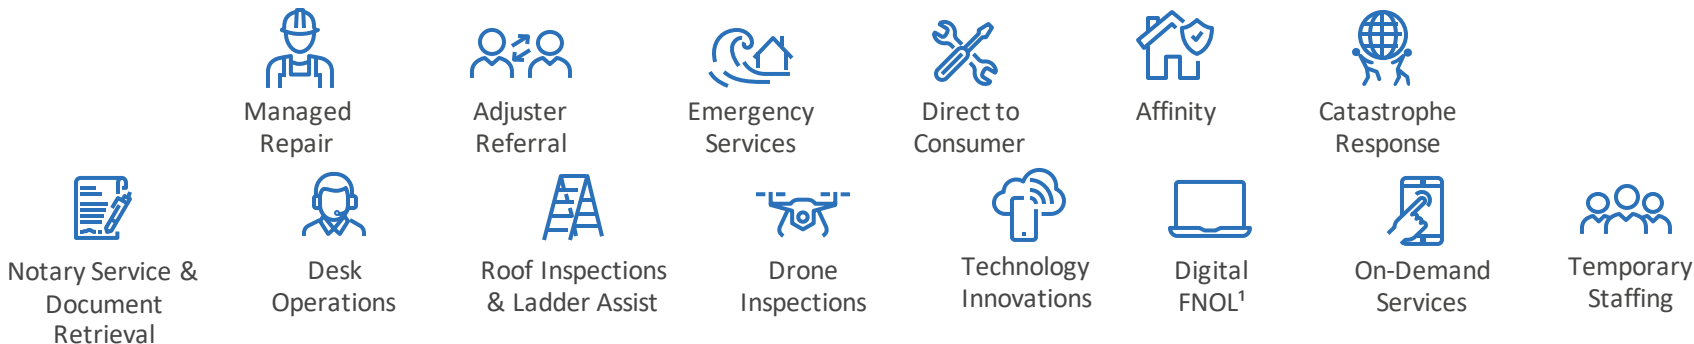 Managed
Repair
Adjuster
Referral
Emergency
Services
Direct to
Consumer
Affinity
Catastrophe
Response
Notary Service &
Document
Retrieval
Desk
Operations
Roof Inspections
& Ladder Assist
Drone
Inspections
Technology
Innovations
Digital
FNOL¹
On-Demand
Services
Temporary
Staffing